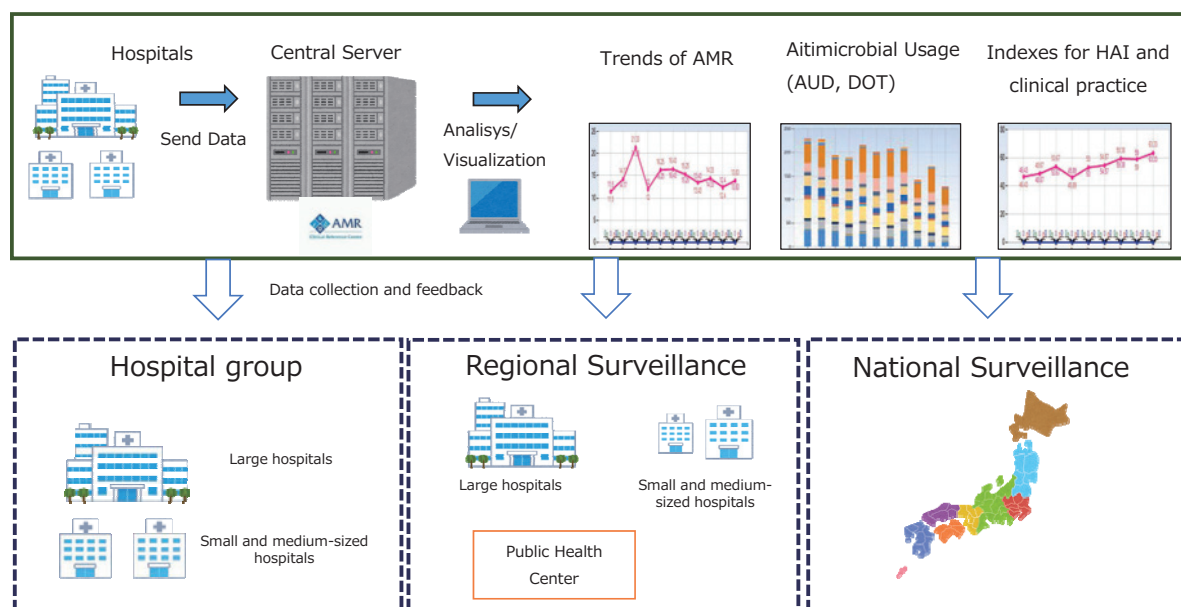 Hospitals
Central Server
Trends of AMR
Aitimicrobial Usage
(AUD, DOT)
Indexes for HAI and
clinical practice
Send Data
Analisys/
Visualization
AMR
Data collection and feedback
Hospital group
Large hospitals
Small and medium-sized
hospitals
Regional Surveillance
Large hospitals
Small and medium-
sized hospitals
Public Health
Center
National Surveillance